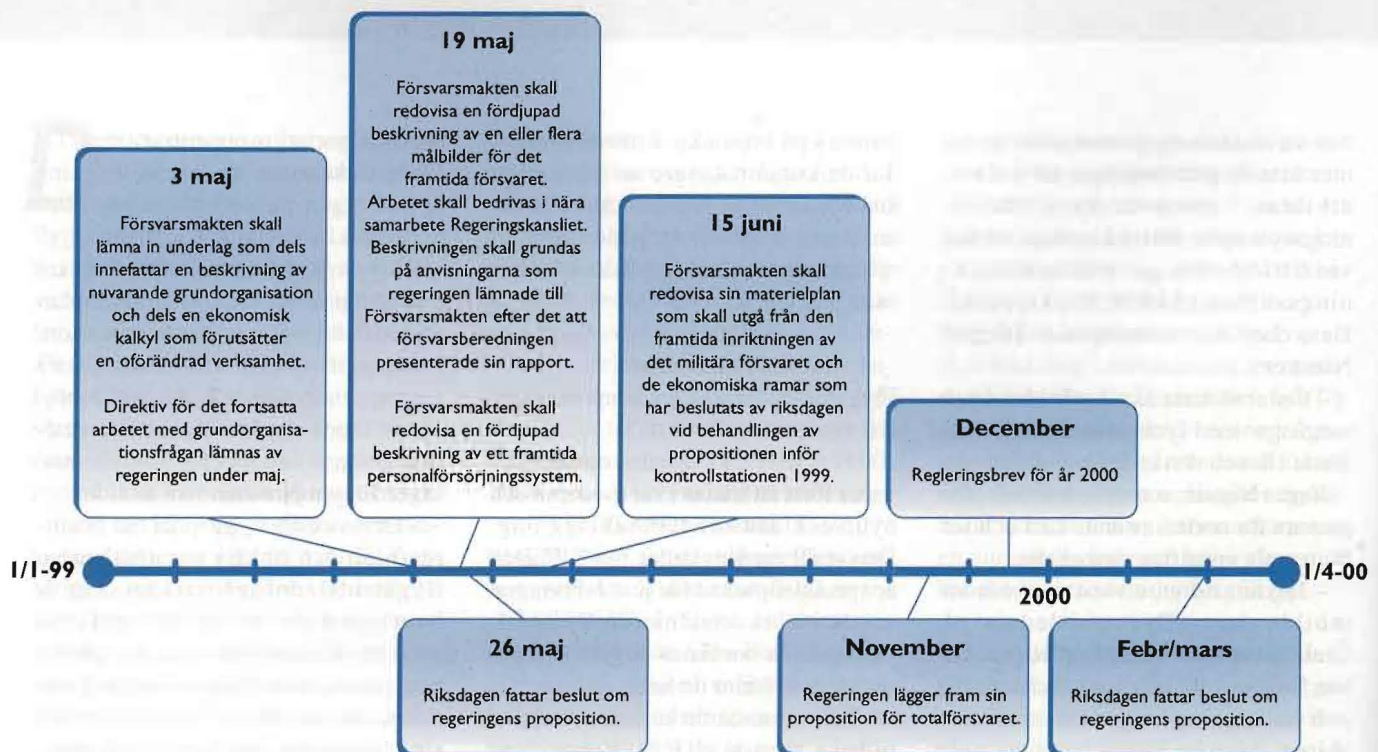 19 maj
Försvarsmakten skall
redovisa en fördjupad
beskrivning av en eller flera
målbilder för det
framtida försvaret.
Arbetet skall bedrivas i nära
samarbete Regeringskansliet.
Beskrivningen skall grundas
på anvisningarna som
regeringen lämnade till
Försvarsmakten efter det att
försvarsberedningen
presenterade sin rapport.
Försvarsmakten skall
redovisa en fördjupad
beskrivning av ett framtida
personalförsörjningssystem.
3 maj
Försvarsmakten skall
lämna in underlag som dels
innefattar en beskrivning av
nuvarande grundorganisation
och dels en ekonomisk
kalkyl som förutsätter
en oförändrad verksamhet.
Direktiv för det fortsatta
arbetet med grundorganisa-
tionsfrågan lämnas av
regeringen under maj.
15 juni
Försvarsmakten skall
redovisa sin materielplan
som skall utgå från den
framtida inriktningen av
det militära försvaret och
de ekonomiska ramar som
har beslutats av riksdagen
vid behandlingen av
propositionen inför
kontrollstationen 1999.
December
Regleringsbrev för år 2000
1/1-99
1/4-00
2000
26 maj
Riksdagen fattar beslut om
regeringens proposition.
November
Regeringen lägger fram sin
proposition för totalförsvaret.
Febr/mars
Riksdagen fattar beslut om
regeringens proposition.